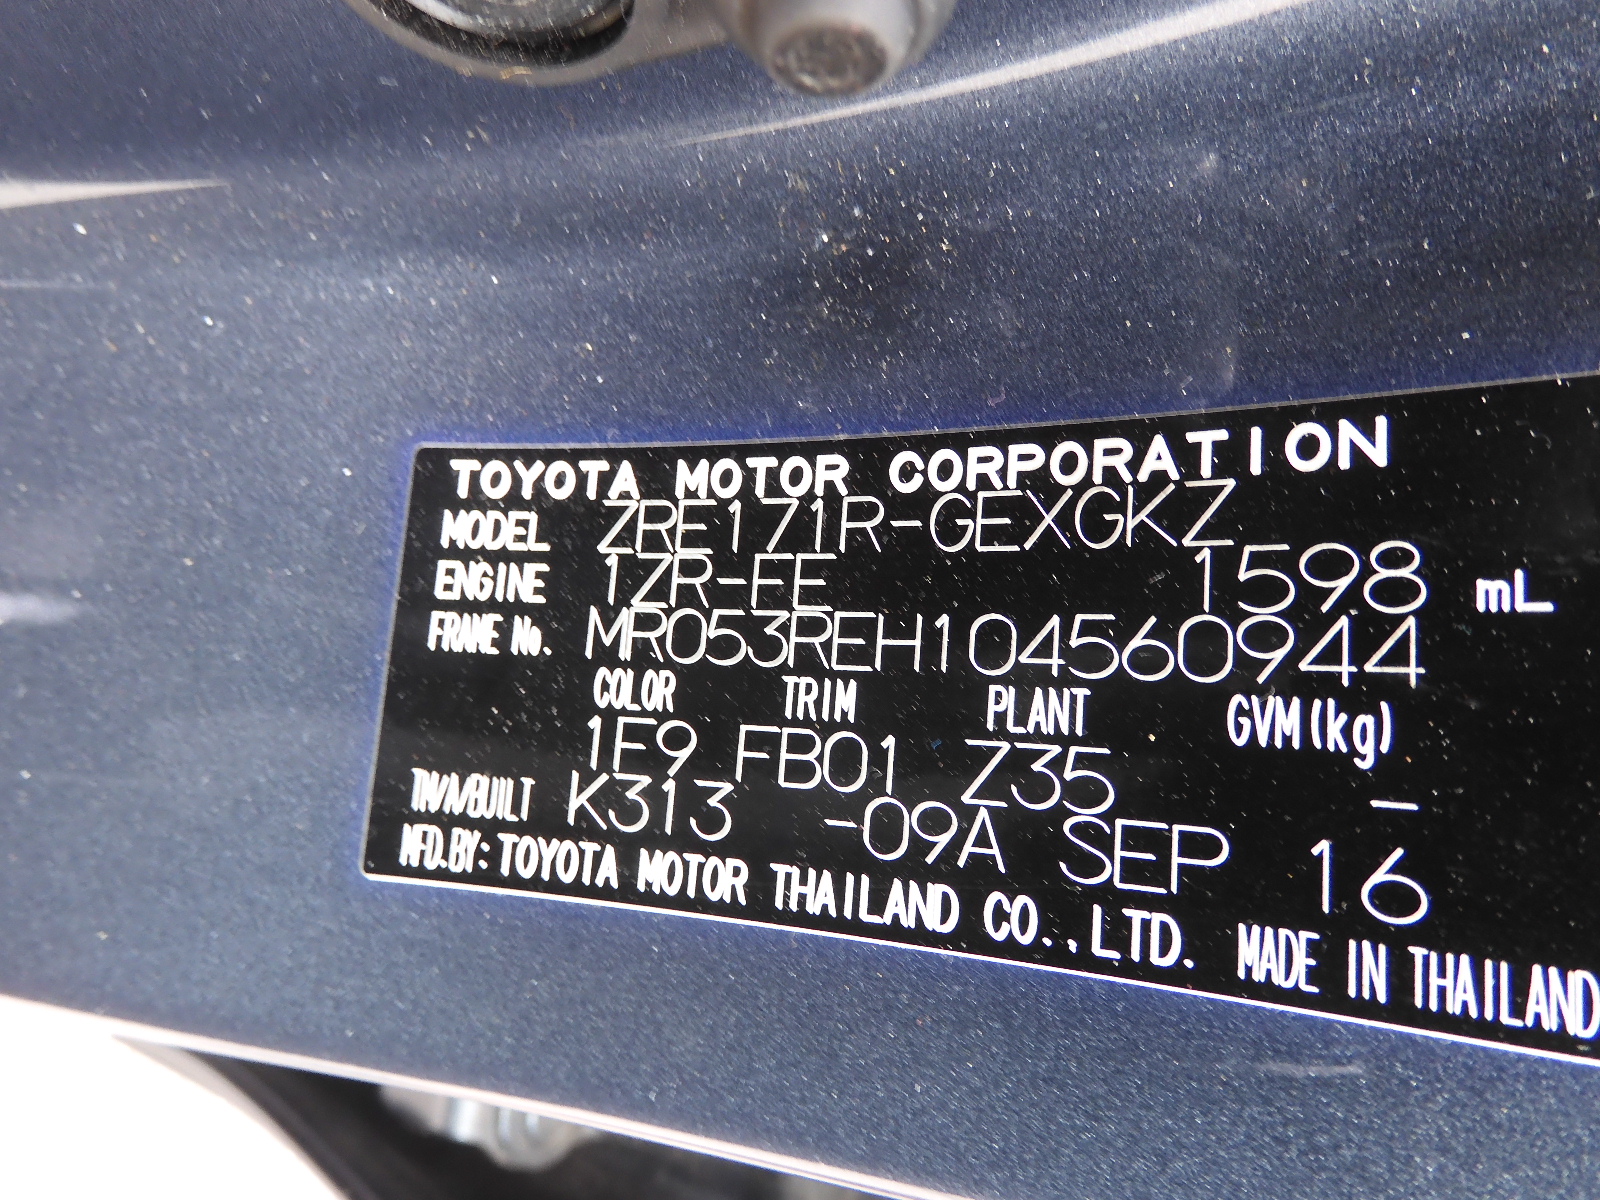 TOYOTA MOTOR CORPORATION
MODEL ZRE171R-GEXGKZ
ENGINE 1ZR-FE 1598 mL
FRAME No. MR053REH104560944
COLOR TRIM PLANT GVM(kg)
1F9 FB01 Z35 –
TM/A/BUILT K313 -09A SEP 16
MFD.BY: TOYOTA MOTOR THAILAND CO.,LTD. MADE IN THAILAND